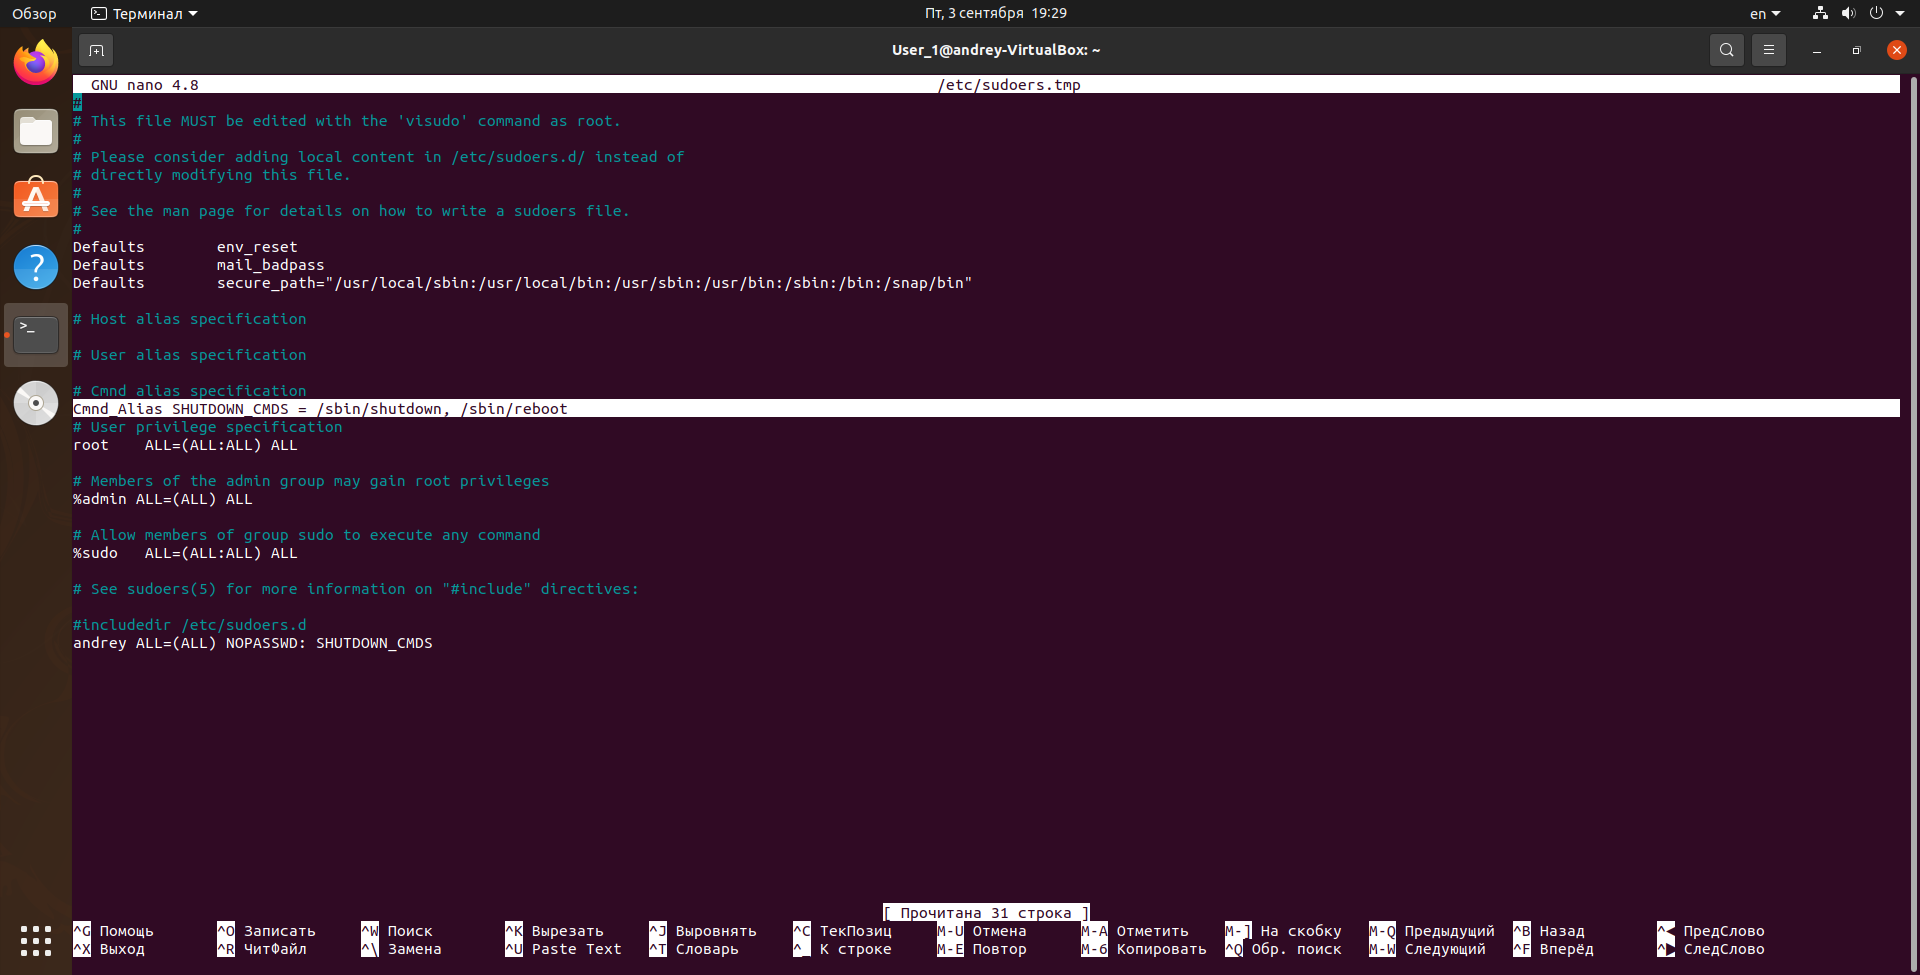 Обзор Терминал Пт, 3 сентября 19:29 en
User_1@andrey-VirtualBox: ~
GNU nano 4.8 /etc/sudoers.tmp
#
# This file MUST be edited with the 'visudo' command as root.
#
# Please consider adding local content in /etc/sudoers.d/ instead of
# directly modifying this file.
#
# See the man page for details on how to write a sudoers file.
#
Defaults env_reset
Defaults mail_badpass
Defaults secure_path="/usr/local/sbin:/usr/local/bin:/usr/sbin:/usr/bin:/sbin:/bin:/snap/bin"
# Host alias specification
# User alias specification
# Cmnd alias specification
Cmnd_Alias SHUTDOWN_CMDS = /sbin/shutdown, /sbin/reboot
# User privilege specification
root ALL=(ALL:ALL) ALL
# Members of the admin group may gain root privileges
%admin ALL=(ALL) ALL
# Allow members of group sudo to execute any command
%sudo ALL=(ALL:ALL) ALL
# See sudoers(5) for more information on "#include" directives:
#includedir /etc/sudoers.d
andrey ALL=(ALL) NOPASSWD: SHUTDOWN_CMDS
[ Прочитана 31 строка ]
^G Помощь ^O Записать ^W Поиск ^K Вырезать ^J Выровнять ^C ТекПозиц M-U Отмена M-A Отметить M-] На скобку M-Q Предыдущий ^B Назад ^◀ ПредСлово
^X Выход ^R ЧитФайл ^\ Замена ^U Paste Text ^T Словарь ^_ К строке M-E Повтор M-6 Копировать ^Q Обр. поиск M-W Следующий ^F Вперёд ^▶ СледСлово